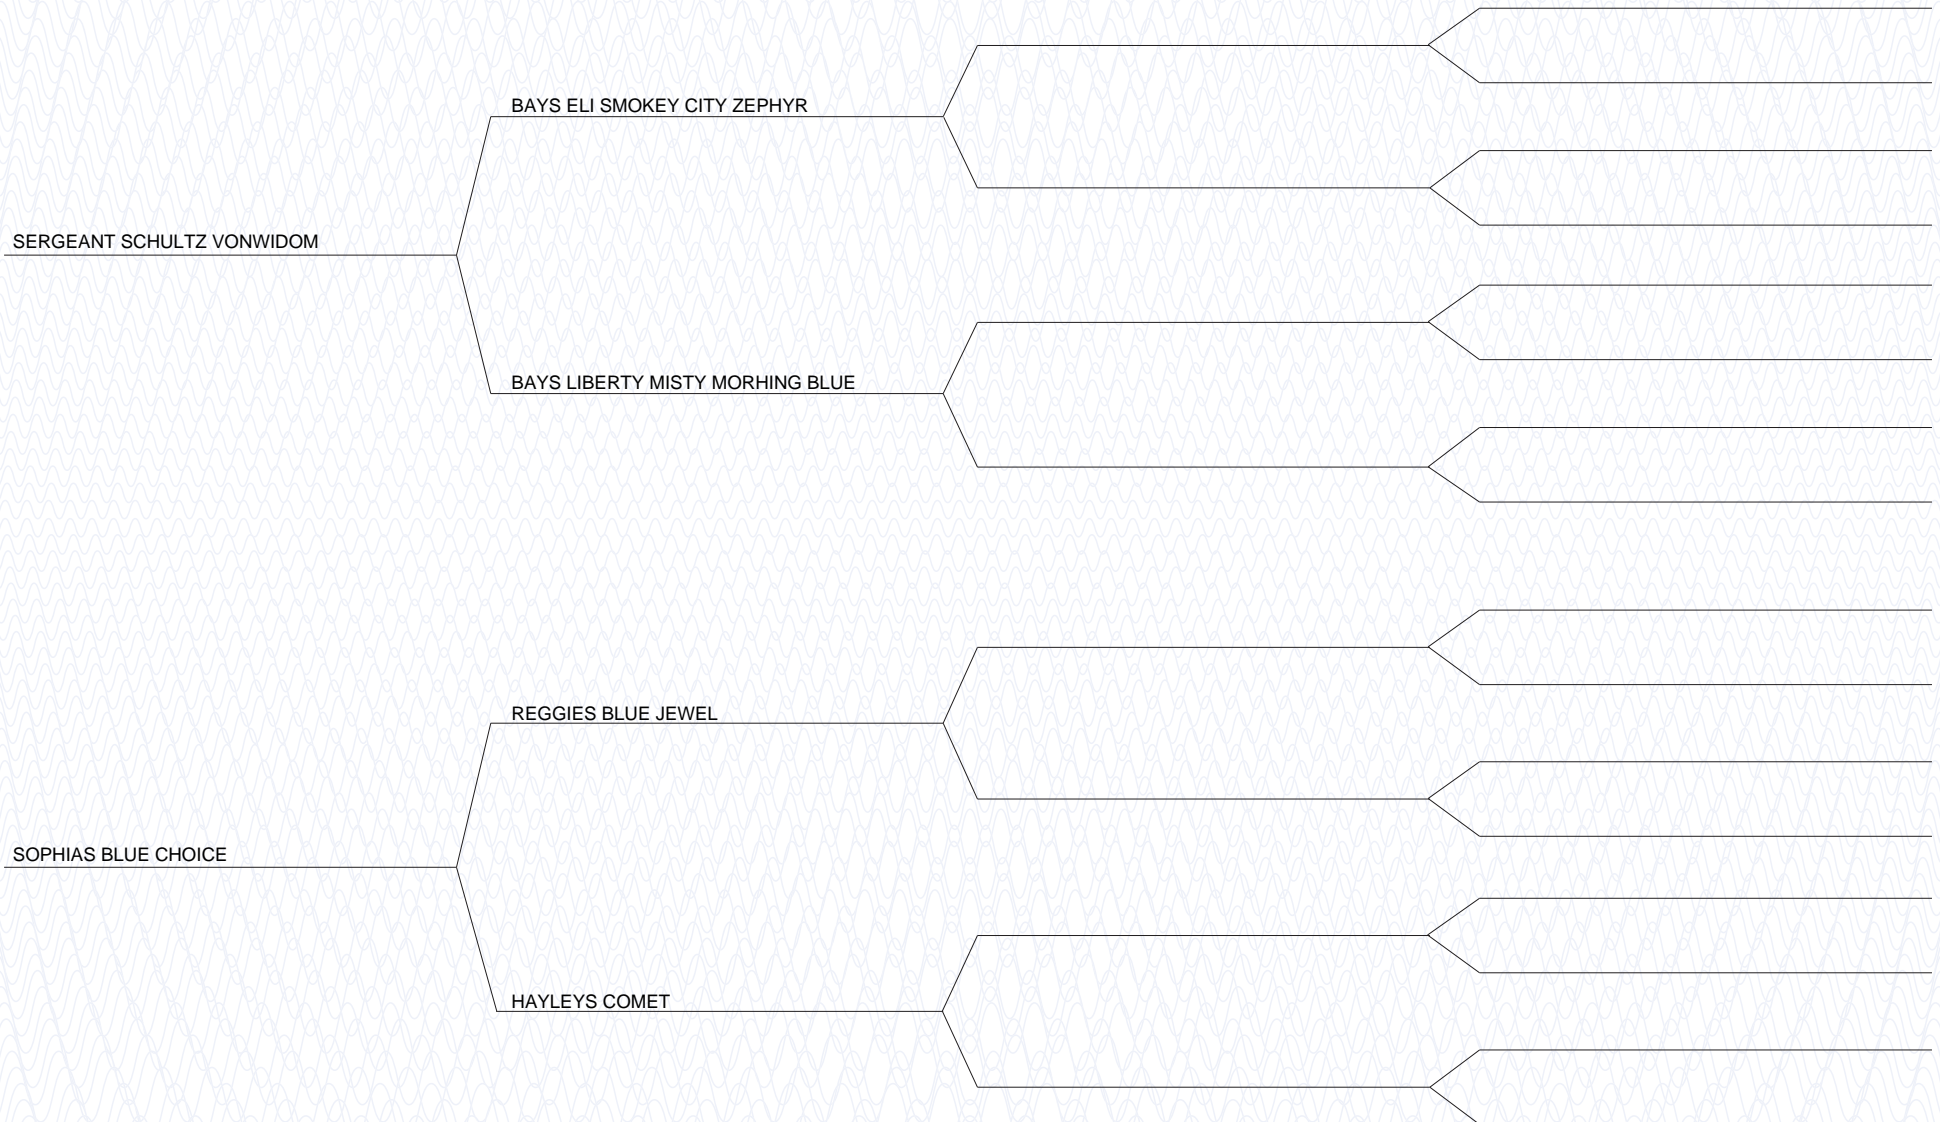 BAYS ELI SMOKEY CITY ZEPHYR
SERGEANT SCHULTZ VONWIDOM
BAYS LIBERTY MISTY MORHING BLUE
REGGIES BLUE JEWEL
SOPHIAS BLUE CHOICE
HAYLEYS COMET